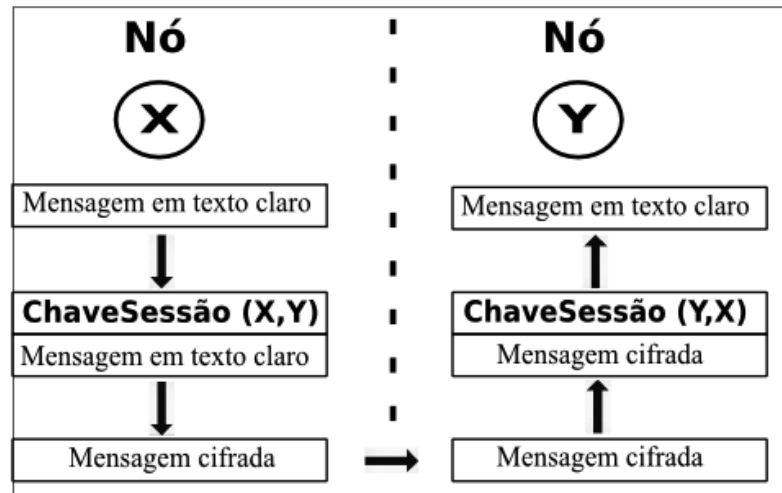 Nó
X
Mensagem em texto claro
ChaveSessão (X,Y)
Mensagem em texto claro
Mensagem cifrada
Nó
Y
Mensagem em texto claro
ChaveSessão (Y,X)
Mensagem cifrada
Mensagem cifrada